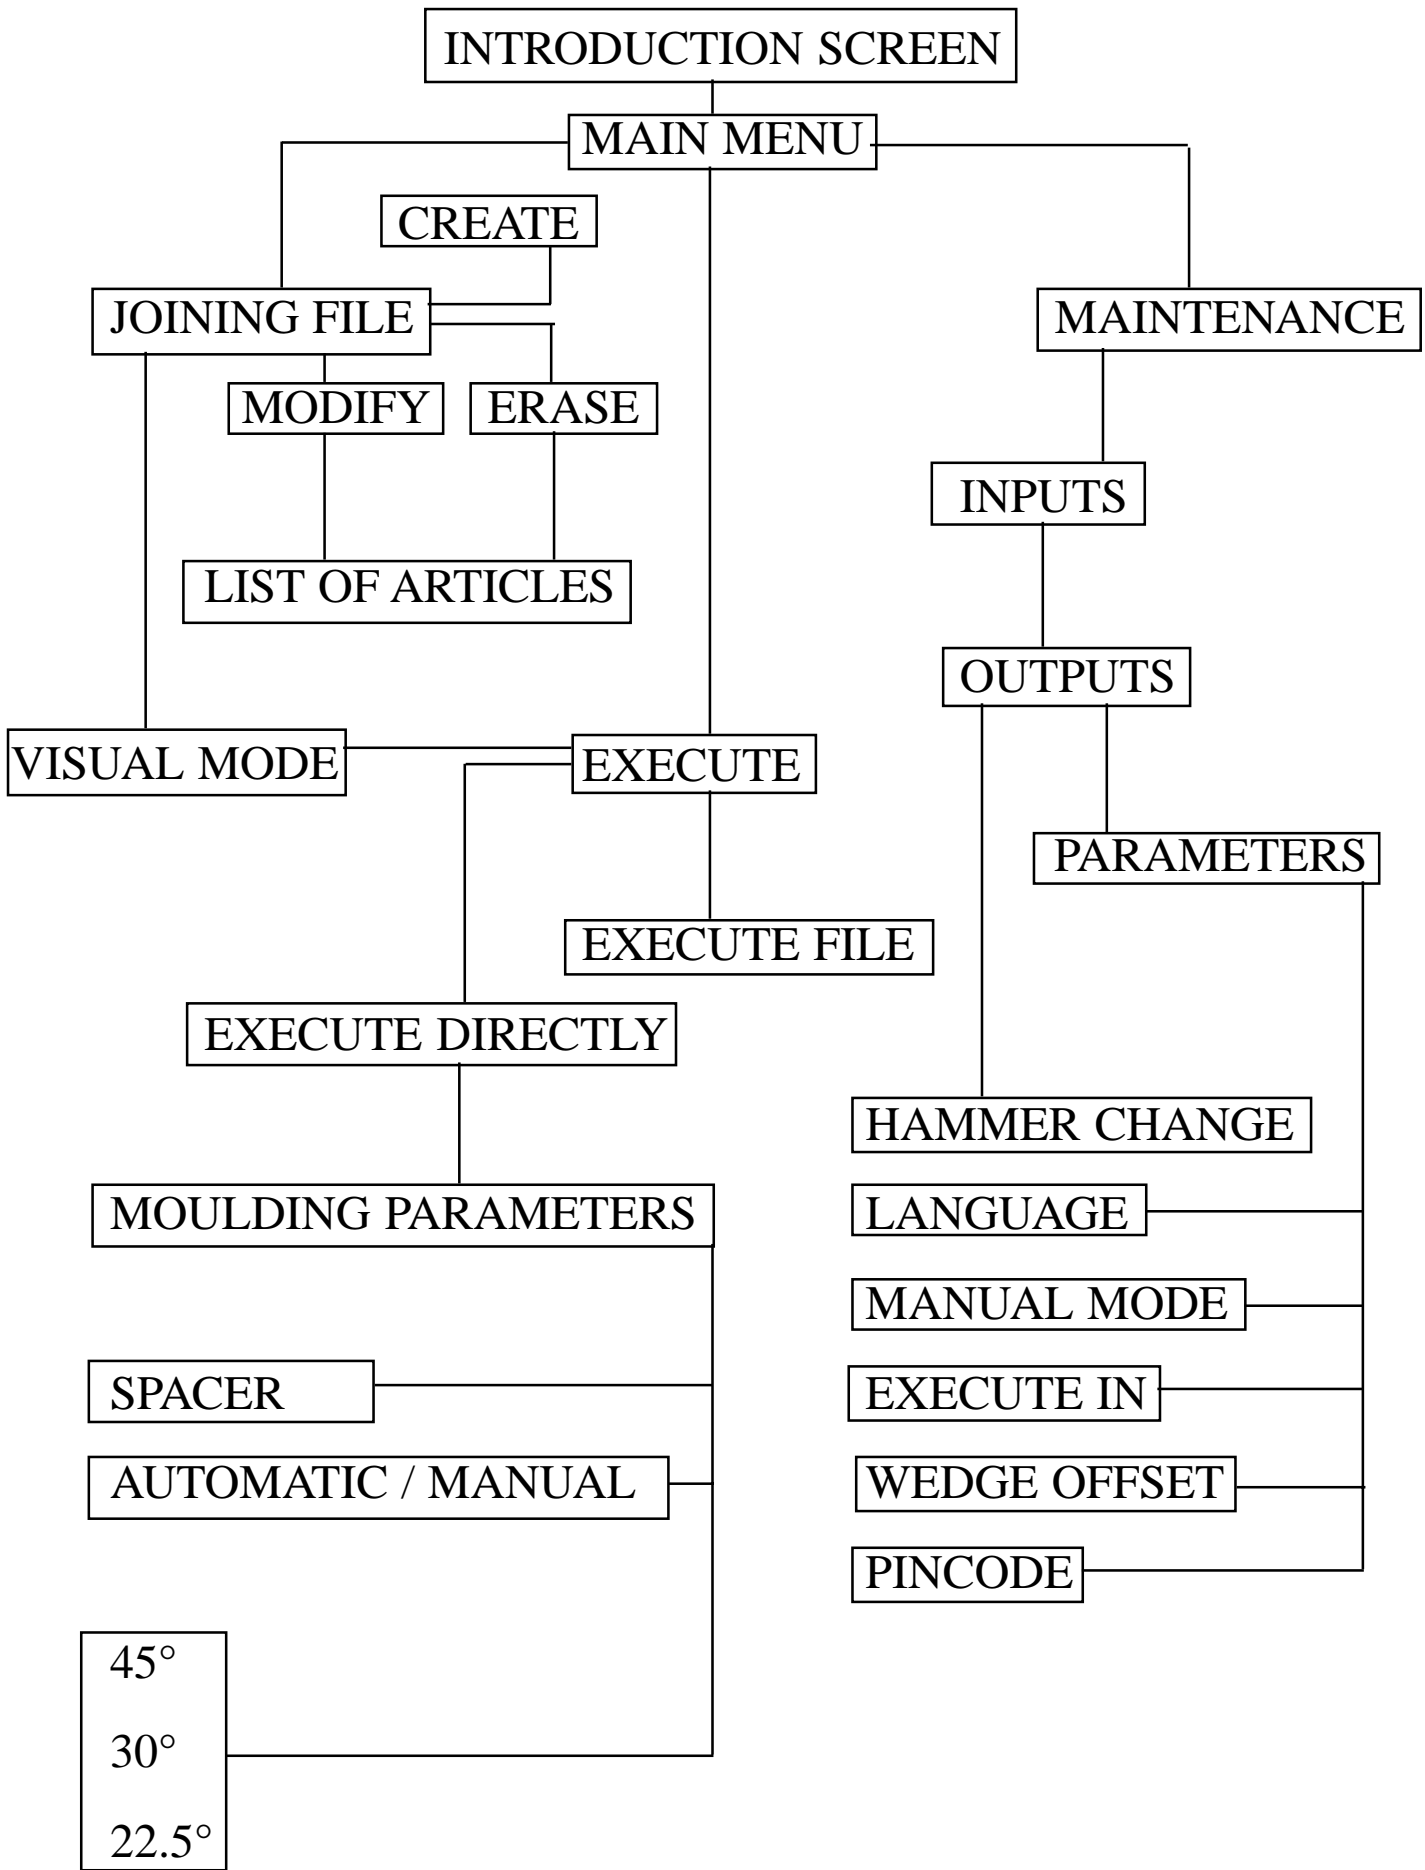 INTRODUCTION SCREEN
MAIN MENU
CREATE
JOINING FILE
MAINTENANCE
MODIFY
ERASE
INPUTS
LIST OF ARTICLES
OUTPUTS
VISUAL MODE
EXECUTE
PARAMETERS
EXECUTE FILE
EXECUTE DIRECTLY
HAMMER CHANGE
MOULDING PARAMETERS
LANGUAGE
MANUAL MODE
SPACER
EXECUTE IN
AUTOMATIC / MANUAL
WEDGE OFFSET
PINCODE
45°
30°
22.5°